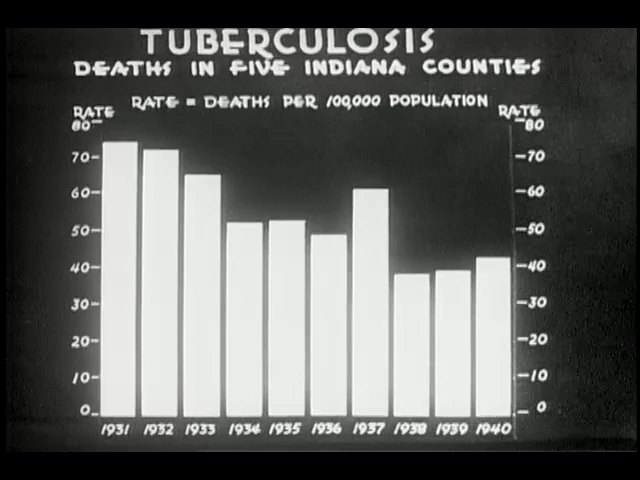 TUBERCULOSIS
DEATHS IN FIVE INDIANA COUNTIES
RATE = DEATHS PER 100,000 POPULATION
RATE RATE
80 80
70 70
60 60
50 50
40 40
30 30
20 20
10 10
0 0
1931 1932 1933 1934 1935 1936 1937 1938 1939 1940